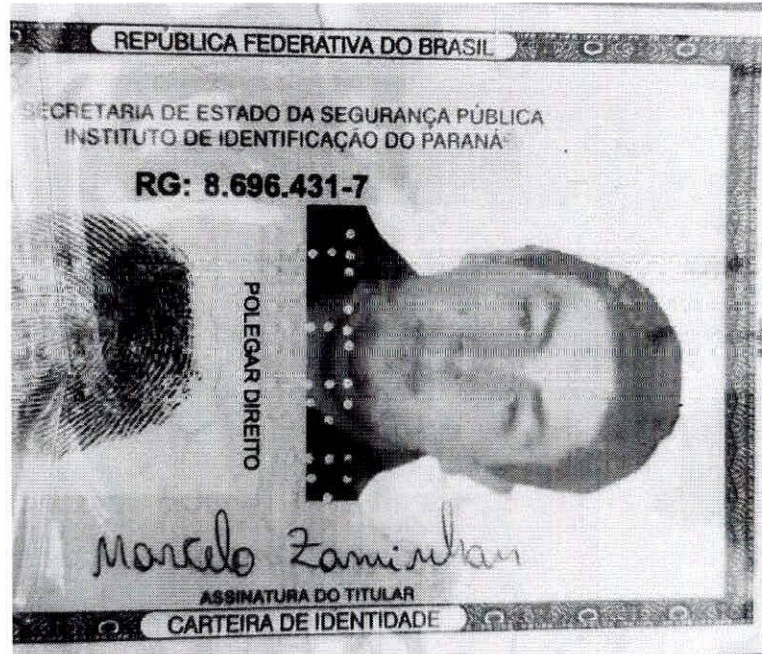 REPÚBLICA FEDERATIVA DO BRASIL
SECRETARIA DE ESTADO DA SEGURANÇA PÚBLICA
INSTITUTO DE IDENTIFICAÇÃO DO PARANÁ
RG: 8.696.431-7
POLEGAR DIREITO
Marcelo
ASSINATURA DO TITULAR
CARTEIRA DE IDENTIDADE